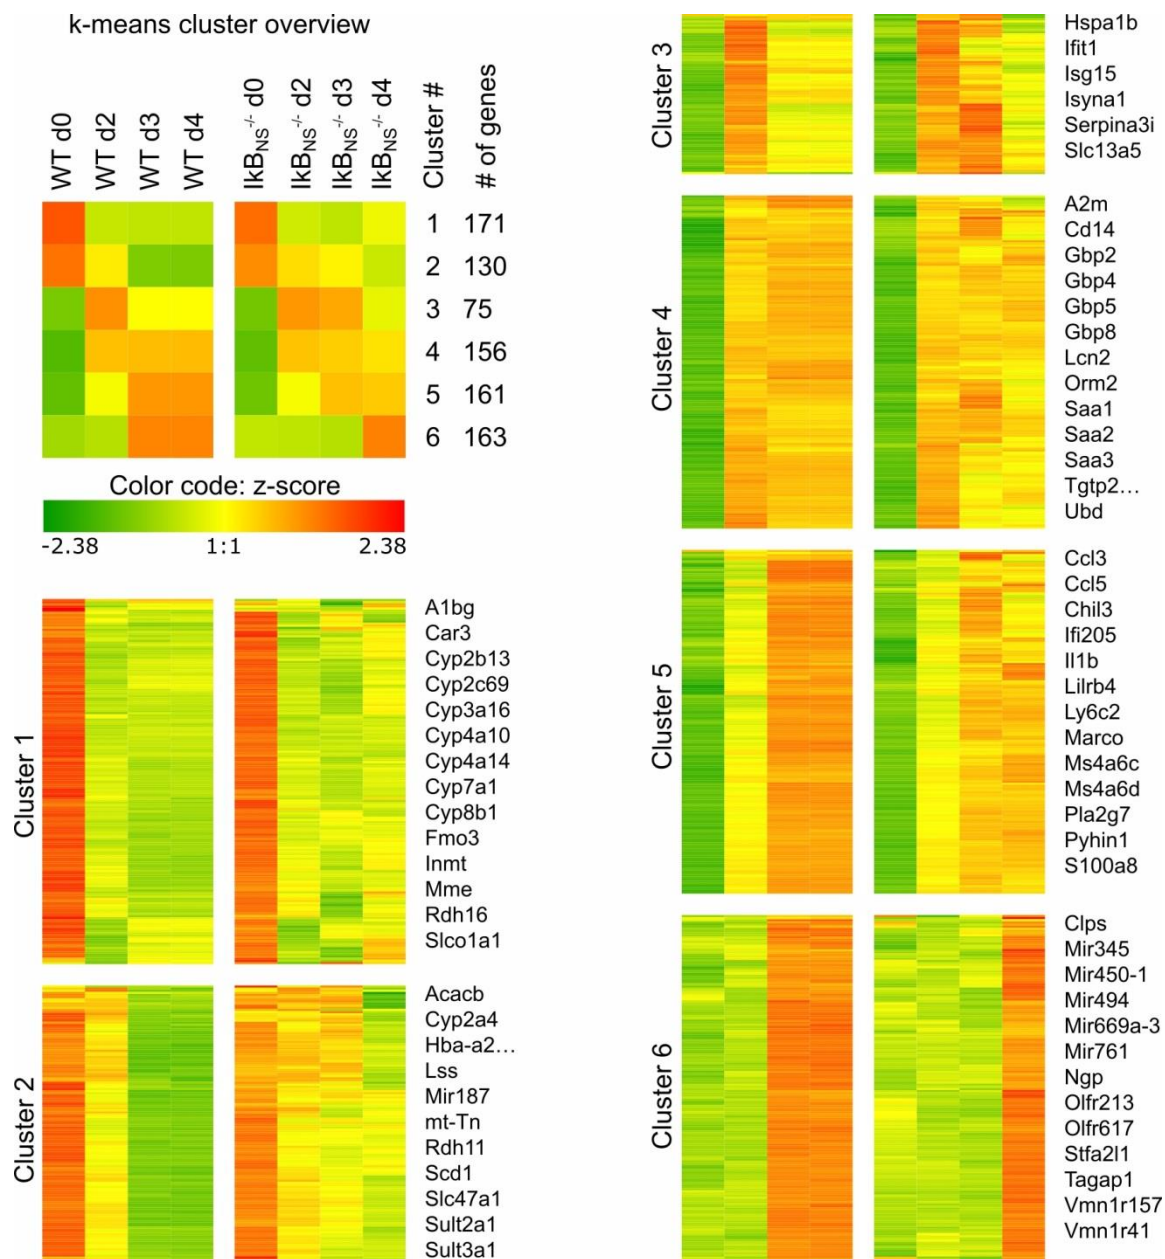 k-means cluster overview
WT d0
WT d2
WT d3
WT d4
IkB_NS^-/- d0
IkB_NS^-/- d2
IkB_NS^-/- d3
IkB_NS^-/- d4
Cluster #
# of genes
1 171
2 130
3 75
4 156
5 161
6 163
Color code: z-score
-2.38 1:1 2.38
Cluster 1
A1bg
Car3
Cyp2b13
Cyp2c69
Cyp3a16
Cyp4a10
Cyp4a14
Cyp7a1
Cyp8b1
Fmo3
Inmt
Mme
Rdh16
Slco1a1
Cluster 2
Acacb
Cyp2a4
Hba-a2…
Lss
Mir187
mt-Tn
Rdh11
Scd1
Slc47a1
Sult2a1
Sult3a1
Cluster 3
Hspa1b
Ifit1
Isg15
Isyna1
Serpina3i
Slc13a5
Cluster 4
A2m
Cd14
Gbp2
Gbp4
Gbp5
Gbp8
Lcn2
Orm2
Saa1
Saa2
Saa3
Tgtp2…
Ubd
Cluster 5
Ccl3
Ccl5
Chil3
Ifi205
Il1b
Lilrb4
Ly6c2
Marco
Ms4a6c
Ms4a6d
Pla2g7
Pyhin1
S100a8
Cluster 6
Clps
Mir345
Mir450-1
Mir494
Mir669a-3
Mir761
Ngp
Olfr213
Olfr617
Stfa2l1
Tagap1
Vmn1r157
Vmn1r41